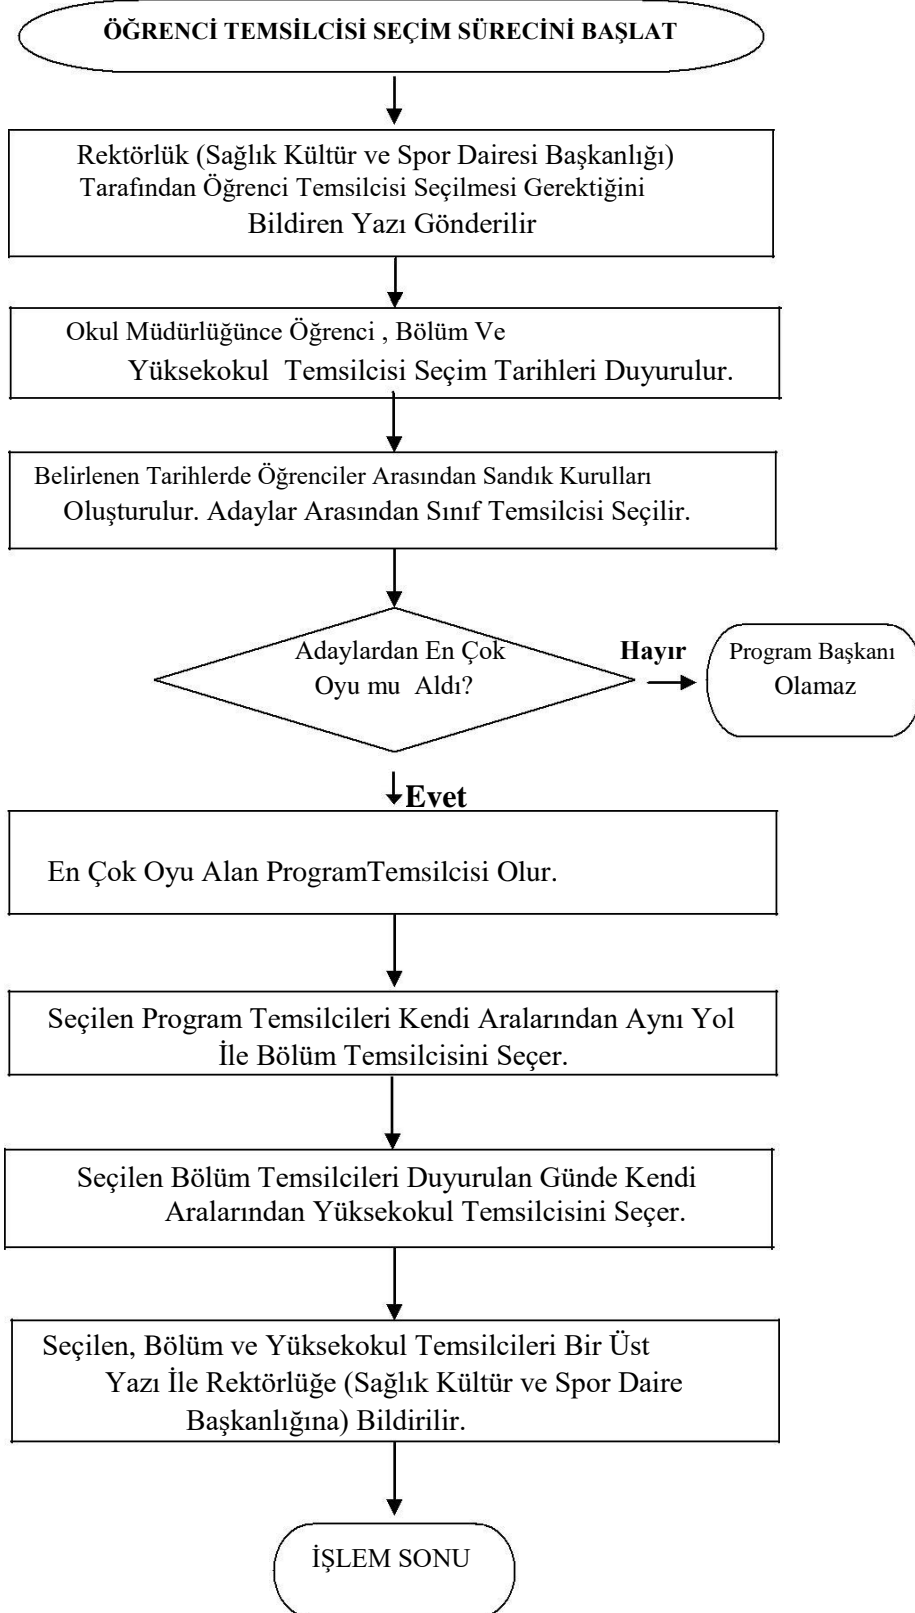 ÖĞRENCİ TEMSİLCİSİ SEÇİM SÜRECİNİ BAŞLAT
Rektörlük (Sağlık Kültür ve Spor Dairesi Başkanlığı)
Tarafından Öğrenci Temsilcisi Seçilmesi Gerektiğini
Bildiren Yazı Gönderilir
Okul Müdürlüğünce Öğrenci , Bölüm Ve
Yüksekokul Temsilcisi Seçim Tarihleri Duyurulur.
Belirlenen Tarihlerde Öğrenciler Arasından Sandık Kurulları
Oluşturulur. Adaylar Arasından Sınıf Temsilcisi Seçilir.
Adaylardan En Çok
Oyu mu Aldı?
Hayır
Program Başkanı
Olamaz
Evet
En Çok Oyu Alan ProgramTemsilcisi Olur.
Seçilen Program Temsilcileri Kendi Aralarından Aynı Yol
İle Bölüm Temsilcisini Seçer.
Seçilen Bölüm Temsilcileri Duyurulan Günde Kendi
Aralarından Yüksekokul Temsilcisini Seçer.
Seçilen, Bölüm ve Yüksekokul Temsilcileri Bir Üst
Yazı İle Rektörlüğe (Sağlık Kültür ve Spor Daire
Başkanlığına) Bildirilir.
İŞLEM SONU